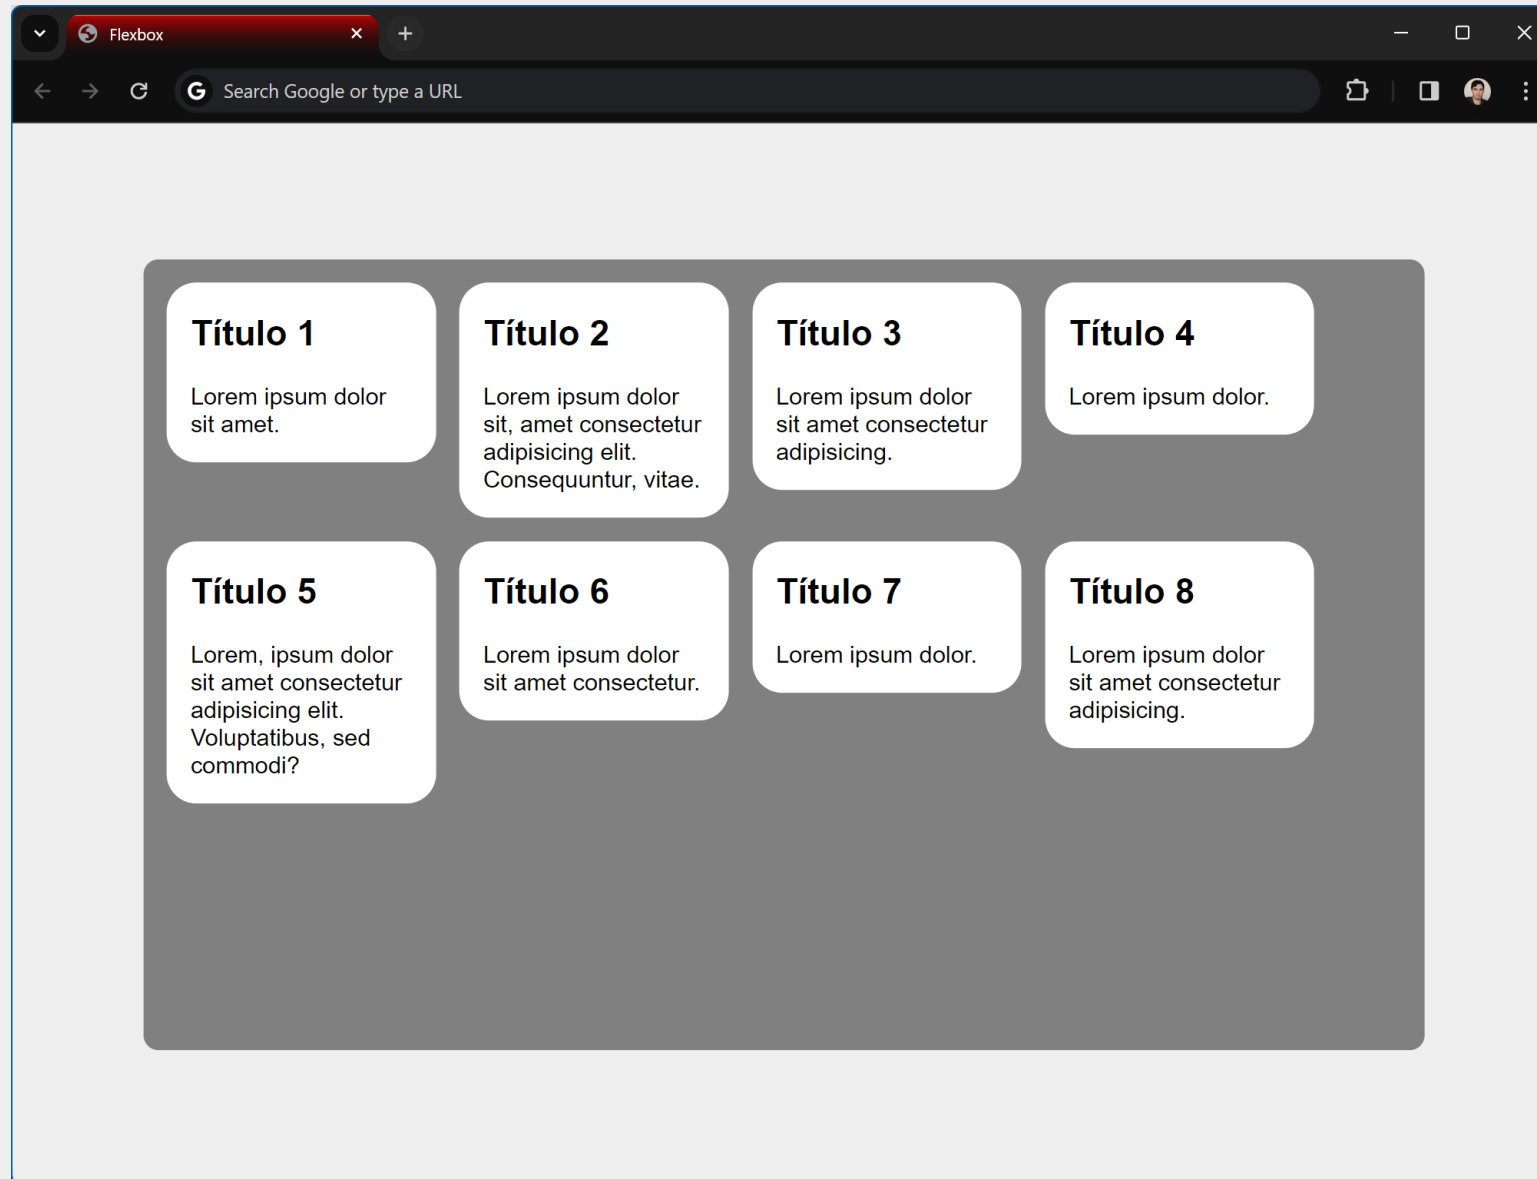 Flexbox
Search Google or type a URL
Título 1
Lorem ipsum dolor
sit amet.
Título 2
Lorem ipsum dolor
sit, amet consectetur
adipisicing elit.
Consequuntur, vitae.
Título 3
Lorem ipsum dolor
sit amet consectetur
adipisicing.
Título 4
Lorem ipsum dolor.
Título 5
Lorem, ipsum dolor
sit amet consectetur
adipisicing elit.
Voluptatibus, sed
commodi?
Título 6
Lorem ipsum dolor
sit amet consectetur.
Título 7
Lorem ipsum dolor.
Título 8
Lorem ipsum dolor
sit amet consectetur
adipisicing.